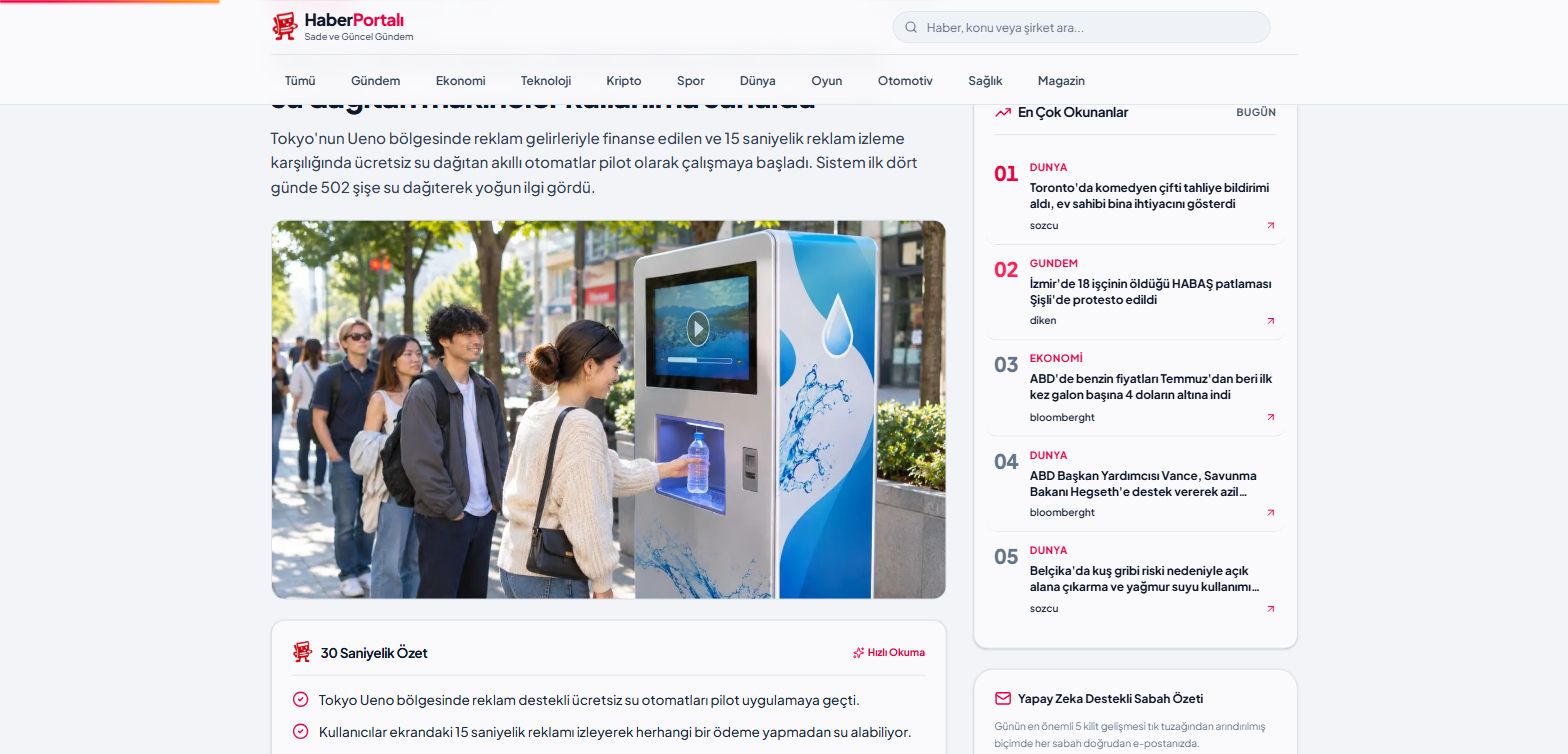 HaberPortalı
Sade ve Güncel Gündem
Haber, konu veya şirket ara...
Tümü
Gündem
Ekonomi
Teknoloji
Kripto
Spor
Dünya
Oyun
Otomotiv
Sağlık
Magazin
su dağıtan makineler kullanıma sunuldu
Tokyo'nun Ueno bölgesinde reklam gelirleriyle finanse edilen ve 15 saniyelik reklam izleme
karşılığında ücretsiz su dağıtan akıllı otomatlar pilot olarak çalışmaya başladı. Sistem ilk dört
günde 502 şişe su dağıterek yoğun ilgi gördü.
30 Saniyelik Özet
Hızlı Okuma
Tokyo Ueno bölgesinde reklam destekli ücretsiz su otomatları pilot uygulamaya geçti.
Kullanıcılar ekrandaki 15 saniyelik reklamı izleyerek herhangi bir ödeme yapmadan su alabiliyor.
En Çok Okunanlar
BUGÜN
01
DUNYA
Toronto'da komedyen çifti tahliye bildirimi
aldı, ev sahibi bina ihtiyacını gösterdi
sozcu
02
GUNDEM
İzmir'de 18 işçinin öldüğü HABAŞ patlaması
Şişli'de protesto edildi
diken
03
EKONOMİ
ABD'de benzin fiyatları Temmuz'dan beri ilk
kez galon başına 4 doların altına indi
bloomberght
04
DUNYA
ABD Başkan Yardımcısı Vance, Savunma
Bakanı Hegseth'e destek vererek azil...
bloomberght
05
DUNYA
Belçika'da kuş gribi riski nedeniyle açık
alana çıkarma ve yağmur suyu kullanımı...
sozcu
Yapay Zeka Destekli Sabah Özeti
Günün en önemli 5 kilit gelişmesi tık tuzağından arındırılmış
biçimde her sabah doğrudan e-postanızda.